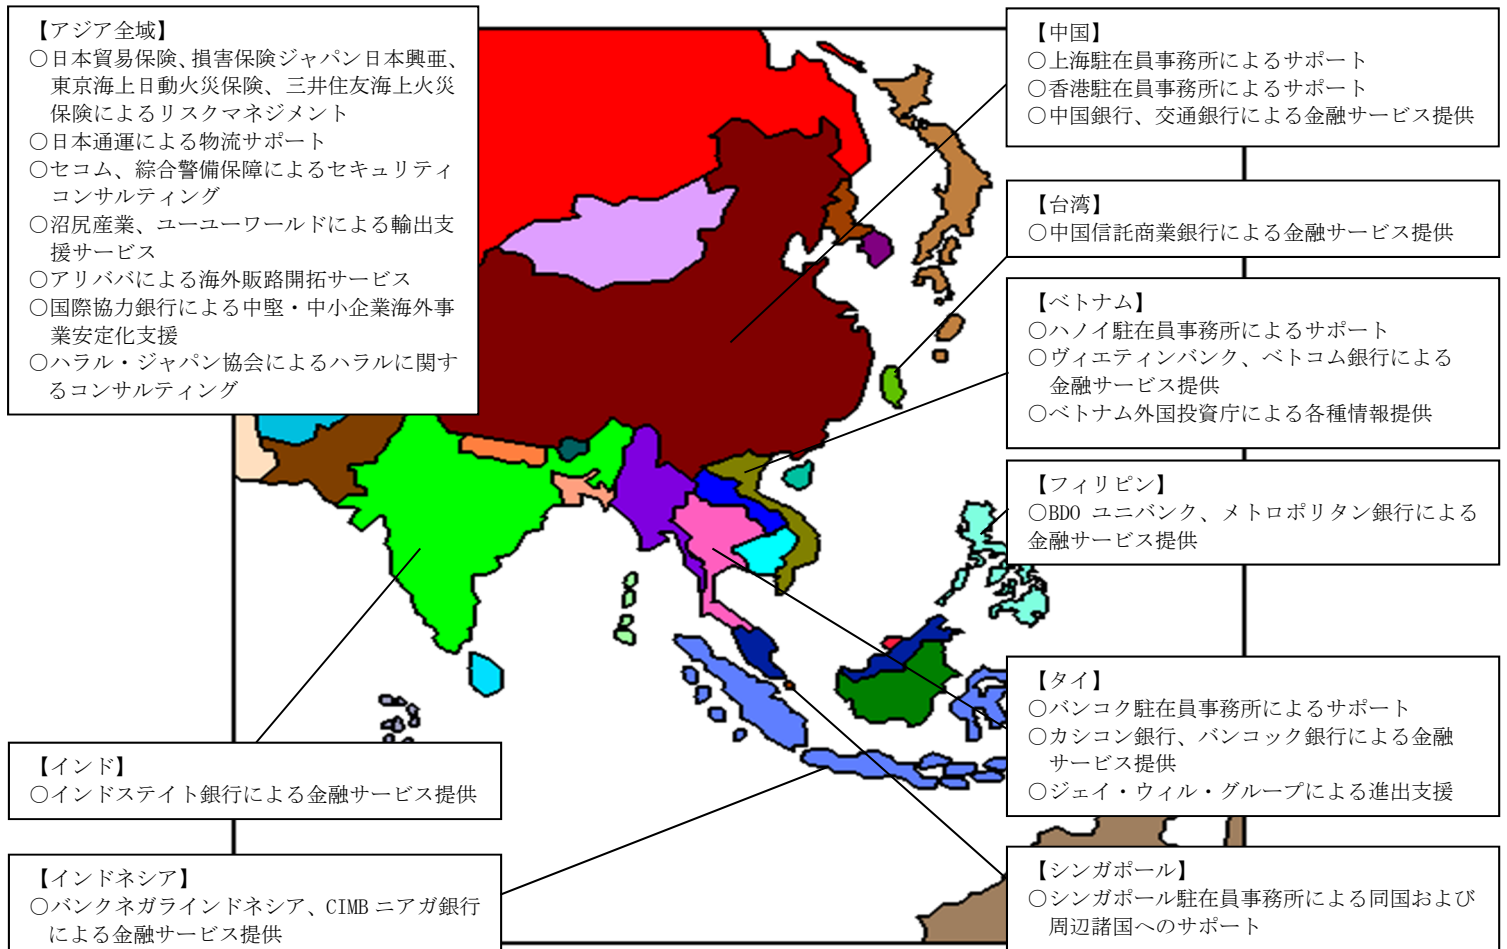 【アジア全域】
○日本貿易保険、損害保険ジャパン日本興亜、
東京海上日動火災保険、三井住友海上火災
保険によるリスクマネジメント
○日本通運による物流サポート
○セコム、綜合警備保障によるセキュリティ
コンサルティング
○沼尻産業、ユーユーワールドによる輸出支
援サービス
○アリババによる海外販路開拓サービス
○国際協力銀行による中堅・中小企業海外事
業安定化支援
○ハラル・ジャパン協会によるハラルに関す
るコンサルティング
【中国】
○上海駐在員事務所によるサポート
○香港駐在員事務所によるサポート
○中国銀行、交通銀行による金融サービス提供
【台湾】
○中国信託商業銀行による金融サービス提供
【ベトナム】
○ハノイ駐在員事務所によるサポート
○ヴィエティンバンク、ベトコム銀行による
金融サービス提供
○ベトナム外国投資庁による各種情報提供
【フィリピン】
○BDO ユニバンク、メトロポリタン銀行による
金融サービス提供
【タイ】
○バンコク駐在員事務所によるサポート
○カシコン銀行、バンコック銀行による金融
サービス提供
○ジェイ・ウィル・グループによる進出支援
【シンガポール】
○シンガポール駐在員事務所による同国および
周辺諸国へのサポート
【インド】
○インドステイト銀行による金融サービス提供
【インドネシア】
○バンクネガラインドネシア、CIMB ニアガ銀行
による金融サービス提供